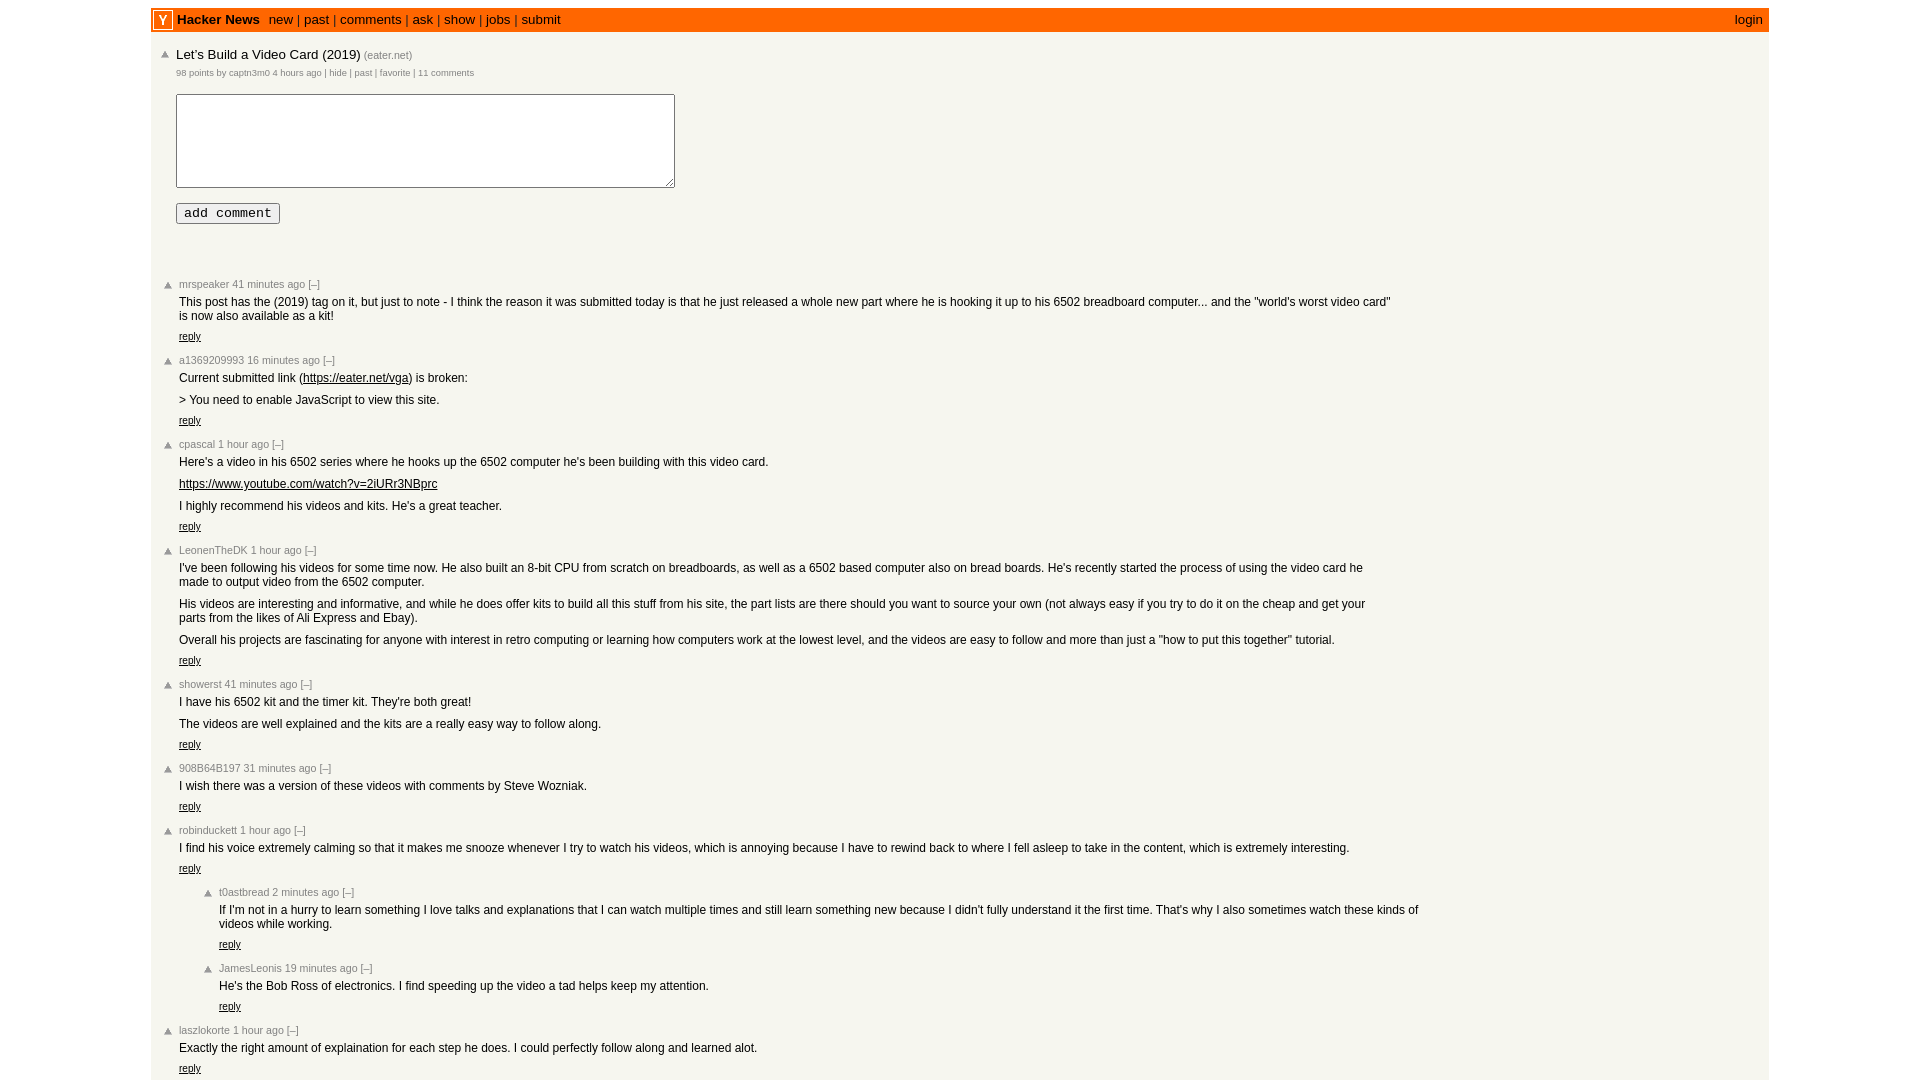 Y Hacker News new | past | comments | ask | show | jobs | submit login
Let's Build a Video Card (2019) (eater.net)
98 points by captn3m0 4 hours ago | hide | past | favorite | 11 comments
add comment
mrspeaker 41 minutes ago [–]
This post has the (2019) tag on it, but just to note - I think the reason it was submitted today is that he just released a whole new part where he is hooking it up to his 6502 breadboard computer... and the "world's worst video card"
is now also available as a kit!
reply
a1369209993 16 minutes ago [–]
Current submitted link (https://eater.net/vga) is broken:
> You need to enable JavaScript to view this site.
reply
cpascal 1 hour ago [–]
Here's a video in his 6502 series where he hooks up the 6502 computer he's been building with this video card.
https://www.youtube.com/watch?v=2iURr3NBprc
I highly recommend his videos and kits. He's a great teacher.
reply
LeonenTheDK 1 hour ago [–]
I've been following his videos for some time now. He also built an 8-bit CPU from scratch on breadboards, as well as a 6502 based computer also on bread boards. He's recently started the process of using the video card he
made to output video from the 6502 computer.
His videos are interesting and informative, and while he does offer kits to build all this stuff from his site, the part lists are there should you want to source your own (not always easy if you try to do it on the cheap and get your
parts from the likes of Ali Express and Ebay).
Overall his projects are fascinating for anyone with interest in retro computing or learning how computers work at the lowest level, and the videos are easy to follow and more than just a "how to put this together" tutorial.
reply
showerst 41 minutes ago [–]
I have his 6502 kit and the timer kit. They're both great!
The videos are well explained and the kits are a really easy way to follow along.
reply
908B64B197 31 minutes ago [–]
I wish there was a version of these videos with comments by Steve Wozniak.
reply
robinduckett 1 hour ago [–]
I find his voice extremely calming so that it makes me snooze whenever I try to watch his videos, which is annoying because I have to rewind back to where I fell asleep to take in the content, which is extremely interesting.
reply
t0astbread 2 minutes ago [–]
If I'm not in a hurry to learn something I love talks and explanations that I can watch multiple times and still learn something new because I didn't fully understand it the first time. That's why I also sometimes watch these kinds of
videos while working.
reply
JamesLeonis 19 minutes ago [–]
He's the Bob Ross of electronics. I find speeding up the video a tad helps keep my attention.
reply
laszlokorte 1 hour ago [–]
Exactly the right amount of explaination for each step he does. I could perfectly follow along and learned alot.
reply